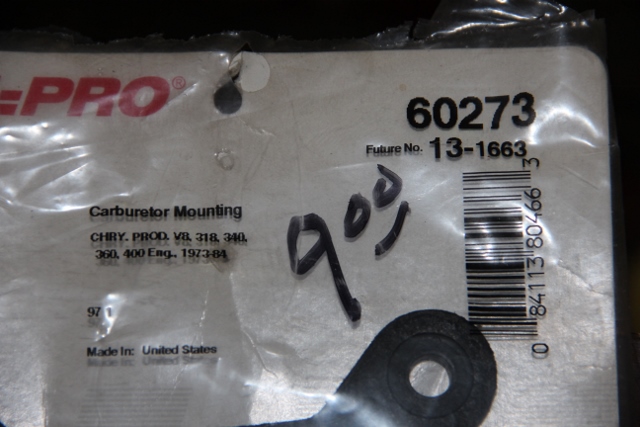 -PRO®
60273
Future No. 13-1663
Carburetor Mounting
CHRY. PROD. V8, 318, 340,
360, 400 Eng., 1973-84
900
Made In: United States
0 84113 80466 3